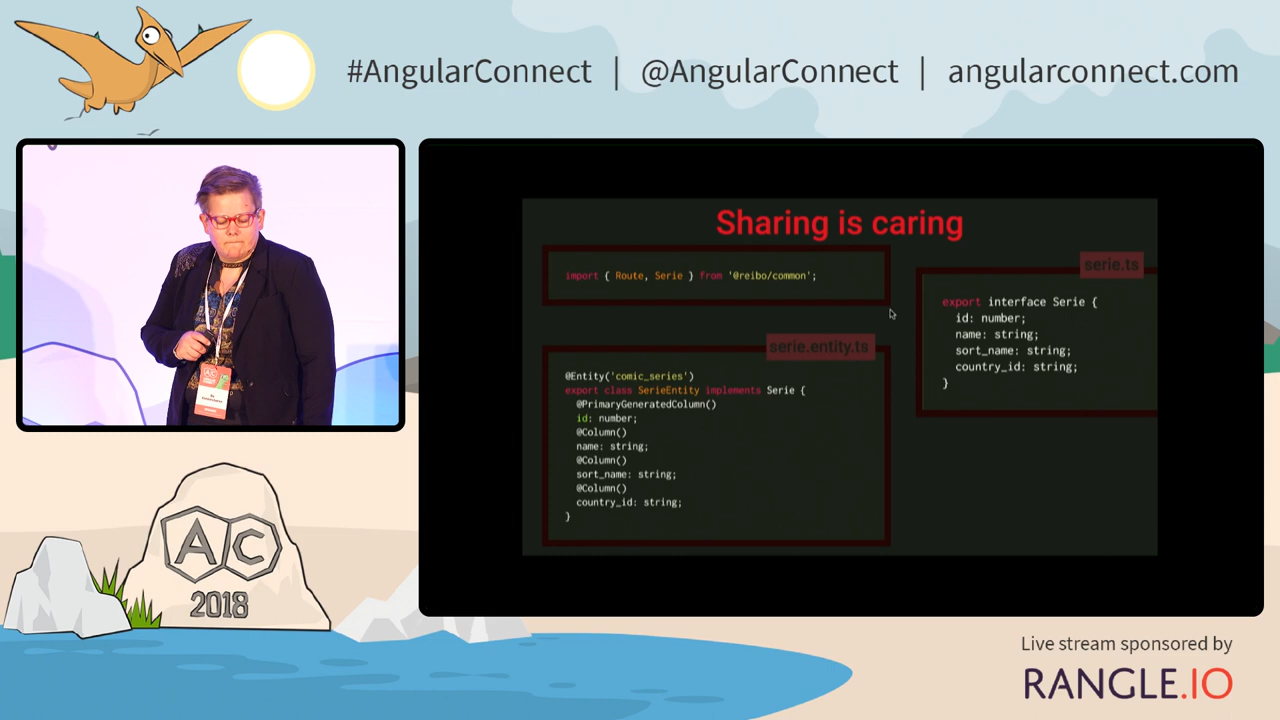 #AngularConnect | @AngularConnect | angularconnect.com
Sharing is caring
import { Route, Serie } from '@reibo/common';
serie.entity.ts
@Entity('comic_series')
export class SerieEntity implements Serie {
@PrimaryGeneratedColumn()
id: number;
@Column()
name: string;
@Column()
sort_name: string;
@Column()
country_id: string;
}
serie.ts
export interface Serie {
id: number;
name: string;
sort_name: string;
country_id: string;
}
AC
2018
Live stream sponsored by
RANGLE.IO